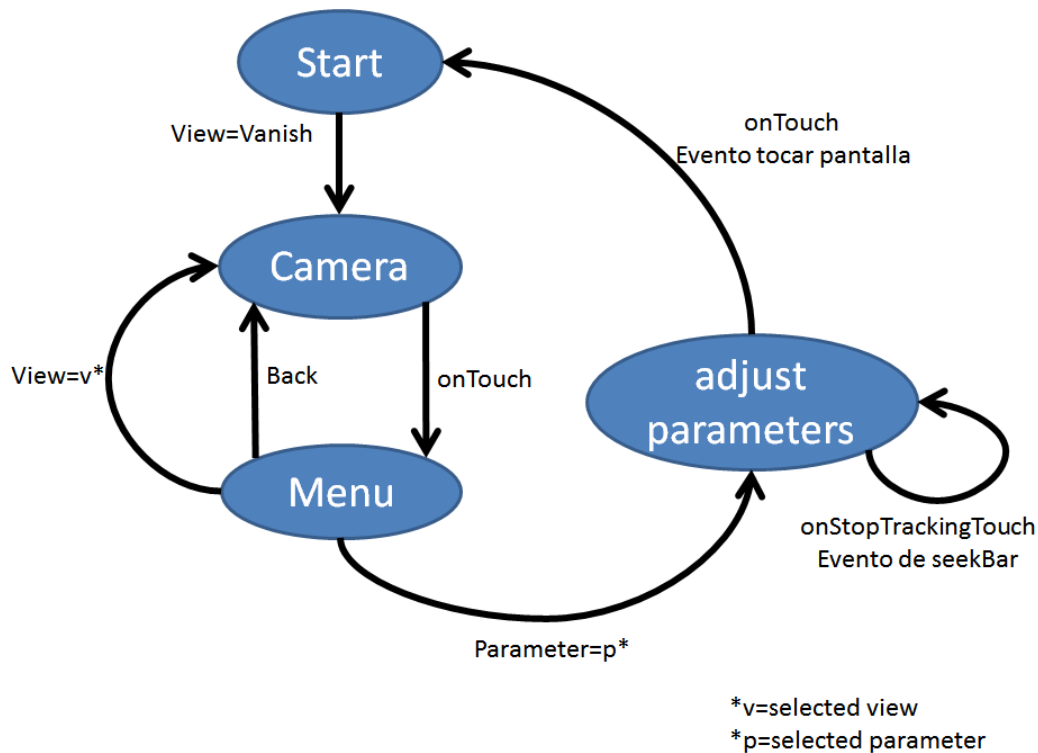 Start
View=Vanish
onTouch
Evento tocar pantalla
Camera
View=v*
Back
onTouch
adjust
parameters
Menu
onStopTrackingTouch
Evento de seekBar
Parameter=p*
*v=selected view
*p=selected parameter